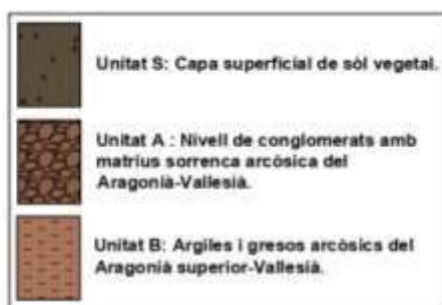 Unitat S: Capa superficial de sòl vegetal.
Unitat A : Nivell de conglomerats amb
matrius sorrenca arcòsica del
Aragonià-Vallesià.
Unitat B: Argiles i gresos arcòsics del
Aragonià superior-Vallesià.